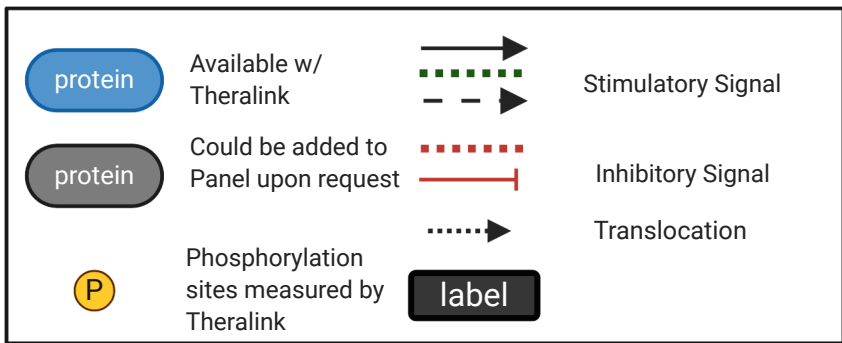 protein
Available w/
Theralink
Stimulatory Signal
protein
Could be added to
Panel upon request
Inhibitory Signal
Translocation
P
Phosphorylation
sites measured by
Theralink
label